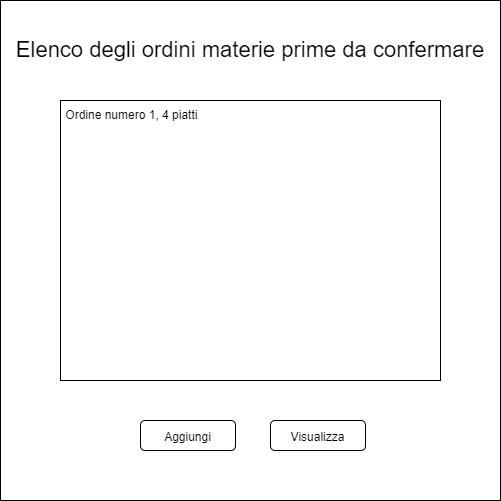 Elenco degli ordini materie prime da confermare
Ordine numero 1, 4 piatti
Aggiungi
Visualizza